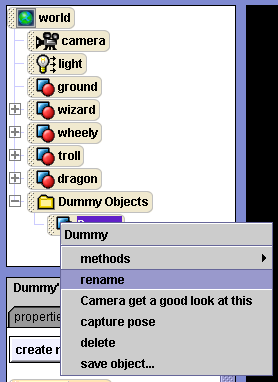 world
camera
light
ground
wizard
wheely
troll
dragon
Dummy Objects
Dummy
methods
rename
Camera get a good look at this
capture pose
delete
save object...
Dummy'
propertie
create n